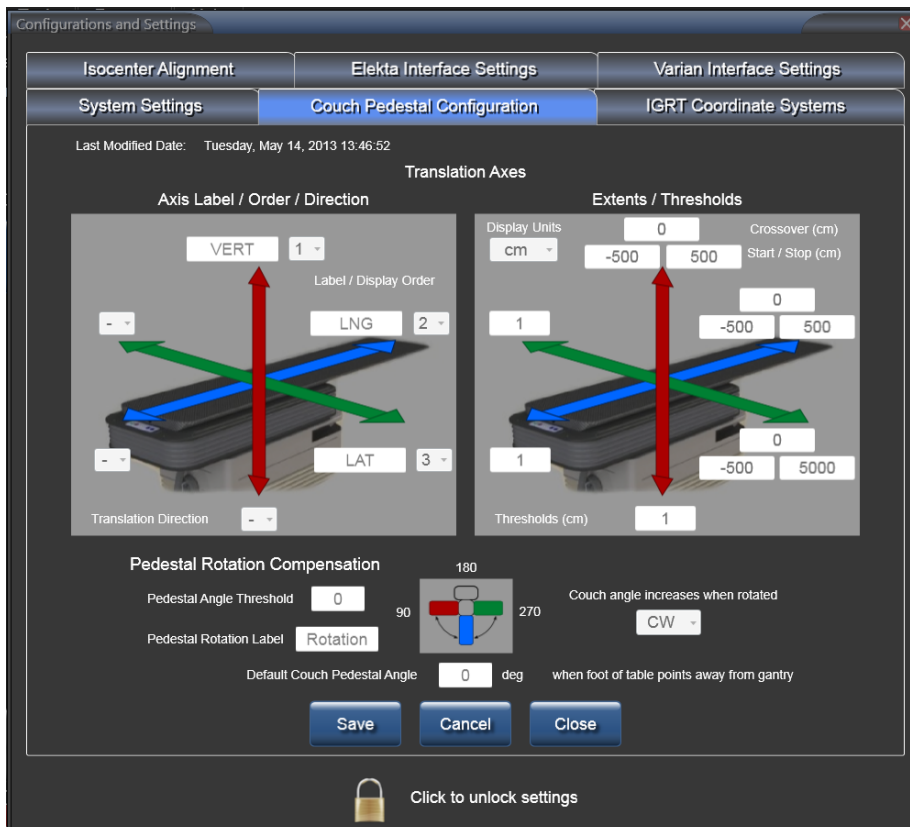 Configurations and Settings
Isocenter Alignment Elekta Interface Settings Varian Interface Settings
System Settings Couch Pedestal Configuration IGRT Coordinate Systems
Last Modified Date: Tuesday, May 14, 2013 13:46:52
Translation Axes
Axis Label / Order / Direction
VERT 1
Label / Display Order
- LNG 2
- LAT 3
Translation Direction -
Extents / Thresholds
Display Units 0 Crossover (cm)
cm -500 500 Start / Stop (cm)
0
1 -500 500
0
1 -500 5000
Thresholds (cm) 1
Pedestal Rotation Compensation
Pedestal Angle Threshold 0
Pedestal Rotation Label Rotation
180
90 270
Couch angle increases when rotated
CW
Default Couch Pedestal Angle 0 deg when foot of table points away from gantry
Save Cancel Close
Click to unlock settings